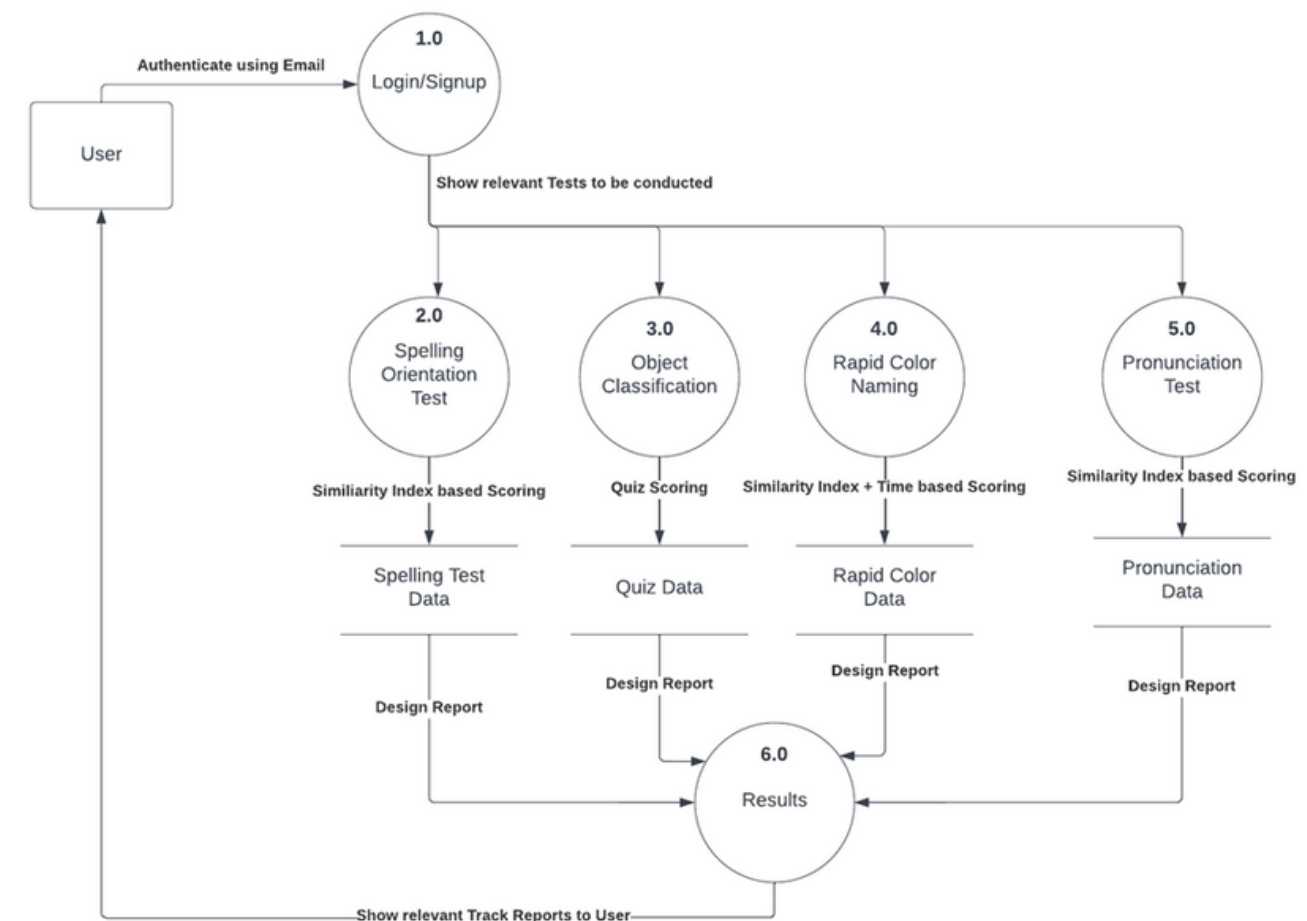 1.0
Login/Signup
Authenticate using Email
User
Show relevant Tests to be conducted
2.0
Spelling
Orientation
Test
3.0
Object
Classification
4.0
Rapid Color
Naming
5.0
Pronunciation
Test
Similiarity Index based Scoring
Quiz Scoring
Similarity Index + Time based Scoring
Similarity Index based Scoring
Spelling Test
Data
Quiz Data
Rapid Color
Data
Pronunciation
Data
Design Report
Design Report
Design Report
Design Report
6.0
Results
Show relevant Track Reports to User